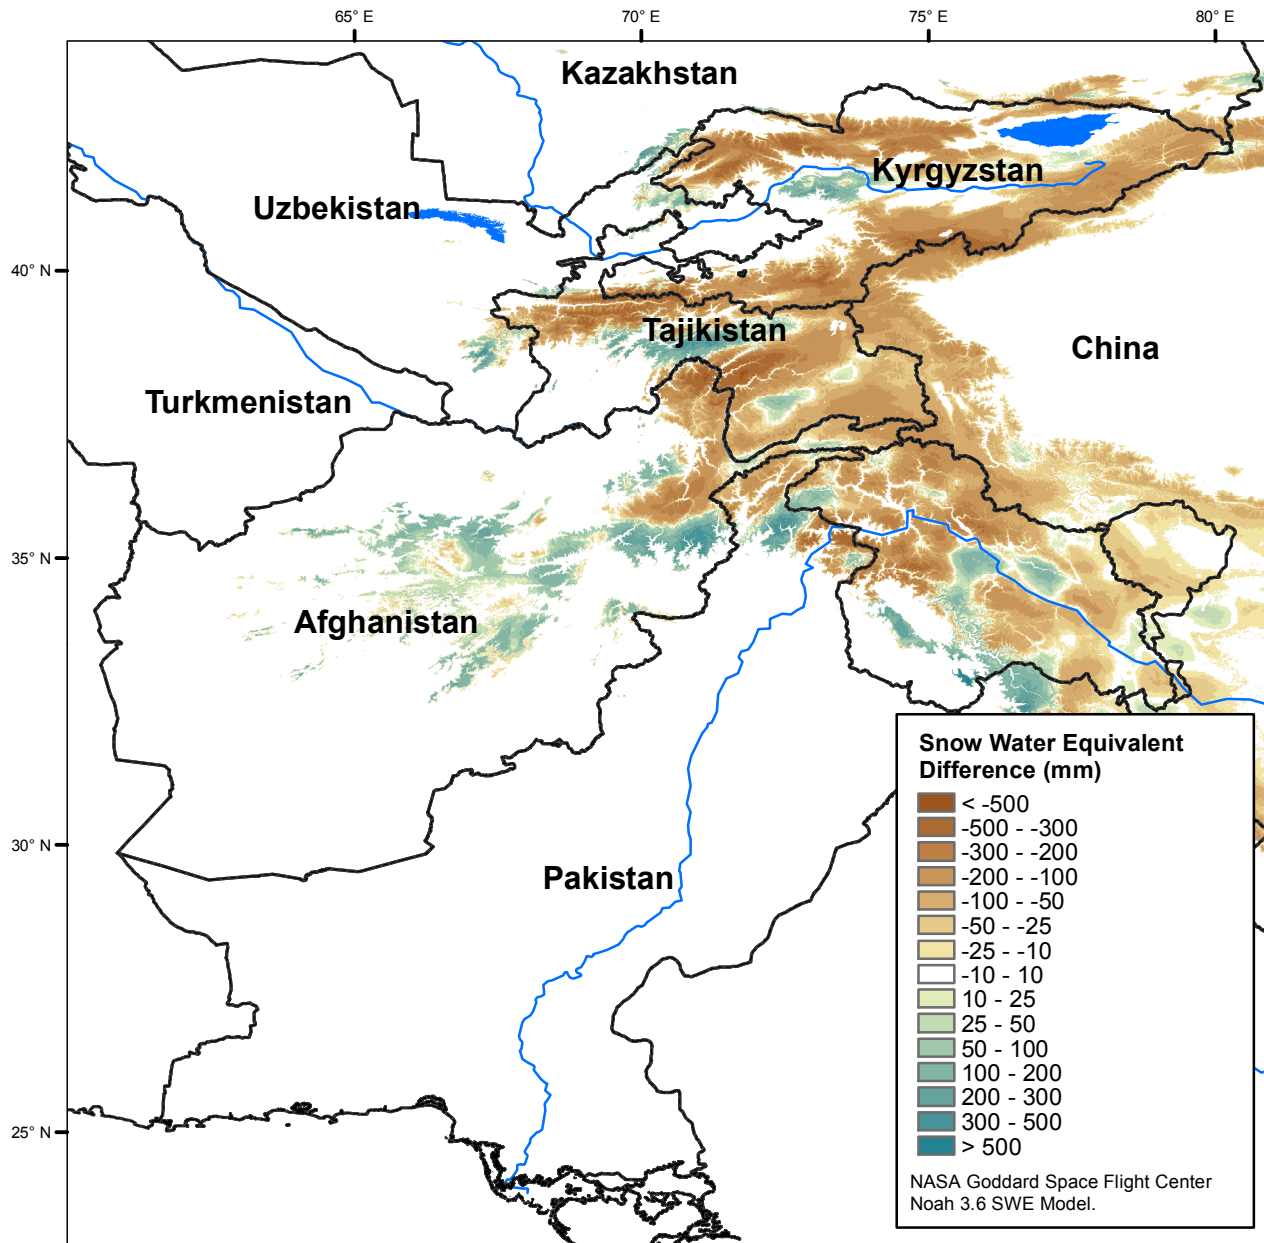 65° E 70° E 75° E 80° E
Kazakhstan
Kyrgyzstan
Uzbekistan
40° N
Tajikistan
China
Turkmenistan
35° N
Afghanistan
Snow Water Equivalent
Difference (mm)
< -500
-500 - -300
-300 - -200
-200 - -100
-100 - -50
-50 - -25
-25 - -10
-10 - 10
10 - 25
25 - 50
50 - 100
100 - 200
200 - 300
300 - 500
> 500
NASA Goddard Space Flight Center
Noah 3.6 SWE Model.
30° N
Pakistan
25° N